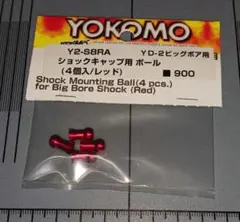 YOKOMO
Y2-S8RA YD-2ビッグボア用
ショックキャップ用 ボール
(4個入/レッド) ■900
Shock Mounting Ball(4 pcs.)
for Big Bore Shock (Red)